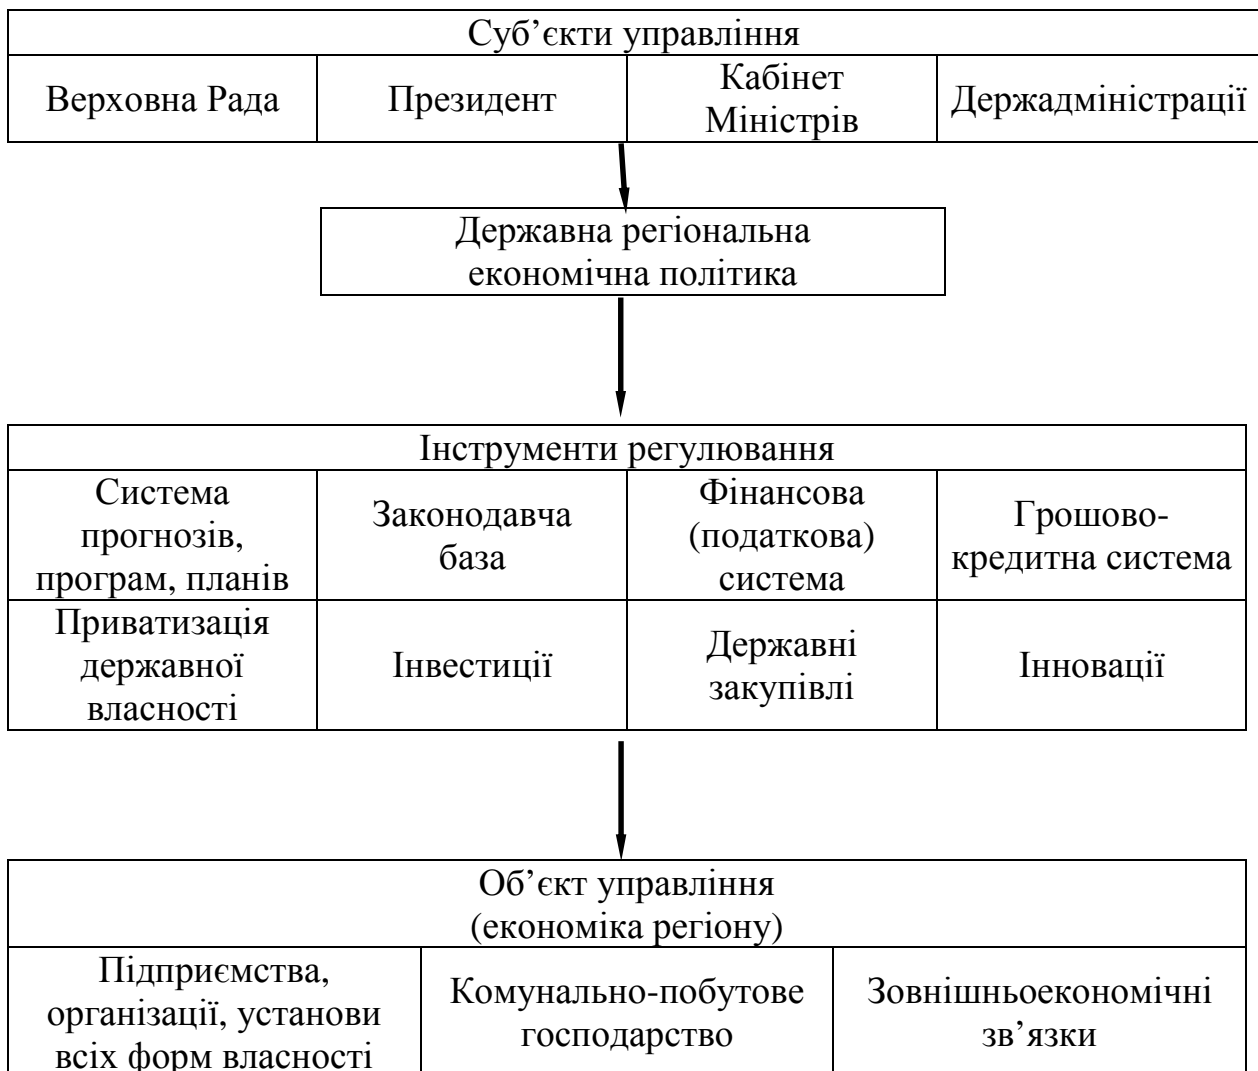 Суб’єкти управління
Верховна Рада
Президент
Кабінет
Міністрів
Держадміністрації
Державна регіональна
економічна політика
Інструменти регулювання
Система
прогнозів,
програм, планів
Законодавча
база
Фінансова
(податкова)
система
Грошово-
кредитна система
Приватизація
державної
власності
Інвестиції
Державні
закупівлі
Інновації
Об’єкт управління
(економіка регіону)
Підприємства,
організації, установи
всіх форм власності
Комунально-побутове
господарство
Зовнішньоекономічні
зв’язки